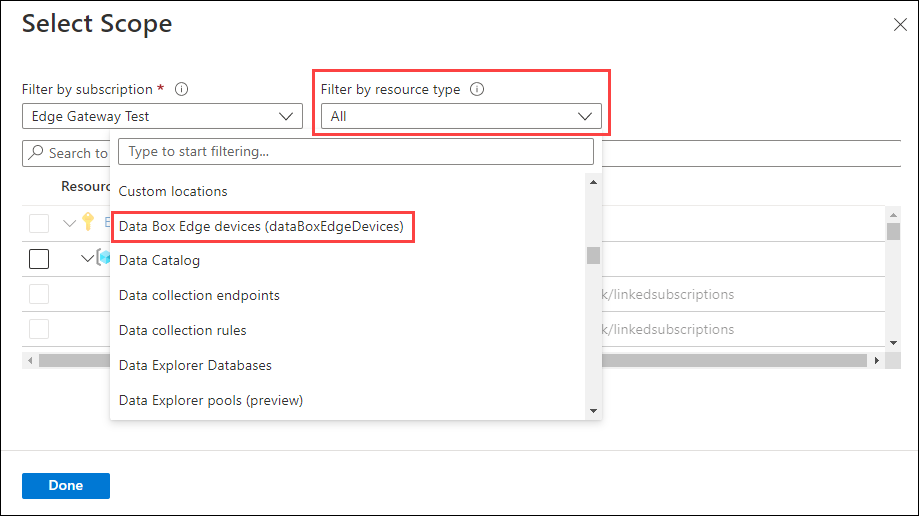 Select Scope
Filter by subscription *
Filter by resource type
Edge Gateway Test
All
Search to
Type to start filtering...
Custom locations
Data Box Edge devices (dataBoxEdgeDevices)
Data Catalog
Data collection endpoints
Data collection rules
Data Explorer Databases
Data Explorer pools (preview)
Resourc
E
k/linkedsubscriptions
k/linkedsubscriptions
Done